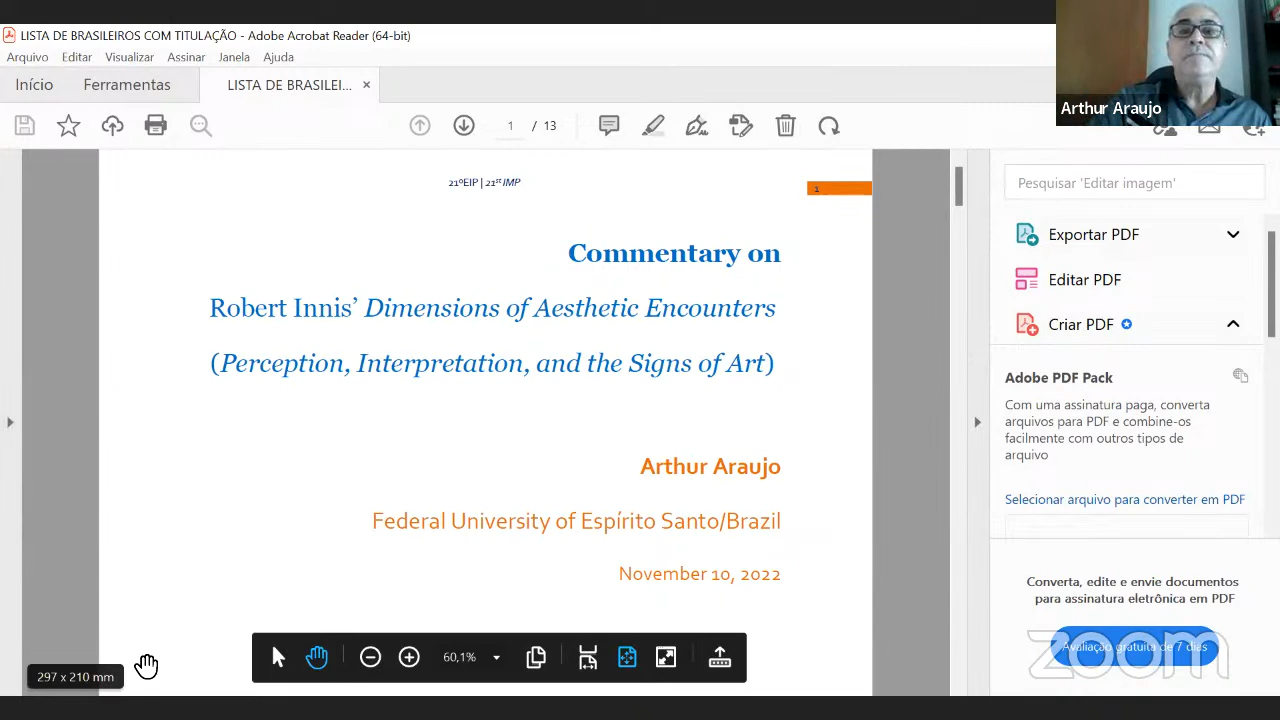 LISTA DE BRASILEIROS COM TITULAÇÃO - Adobe Acrobat Reader (64-bit)
Arquivo Editar Visualizar Assinar Janela Ajuda
Início Ferramentas LISTA DE BRASILEI... ×
1 / 13
Arthur Araujo
21ºEIP | 21st IMP
1
Commentary on
Robert Innis’ Dimensions of Aesthetic Encounters
(Perception, Interpretation, and the Signs of Art)
Arthur Araujo
Federal University of Espírito Santo/Brazil
November 10, 2022
60,1%
297 x 210 mm
Pesquisar 'Editar imagem'
Exportar PDF
Editar PDF
Criar PDF
Adobe PDF Pack
Com uma assinatura paga, converta
arquivos para PDF e combine-os
facilmente com outros tipos de
arquivo
Selecionar arquivo para converter em PDF
Converta, edite e envie documentos
para assinatura eletrônica em PDF
Avaliação gratuita de 7 dias
zoom